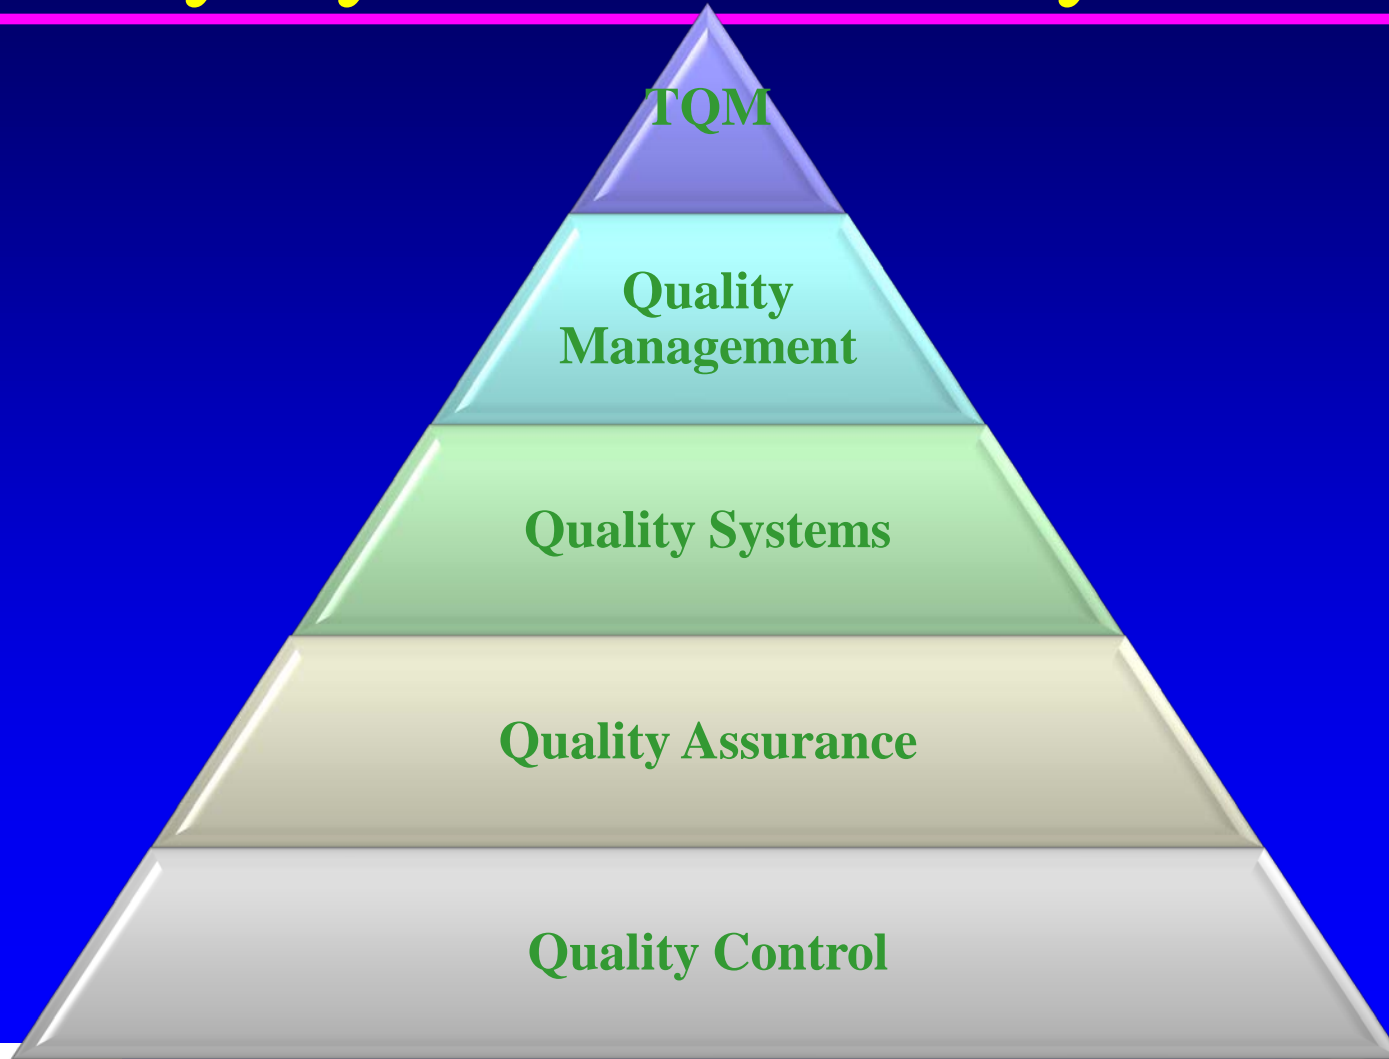 TQM
Quality
Management
Quality Systems
Quality Assurance
Quality Control